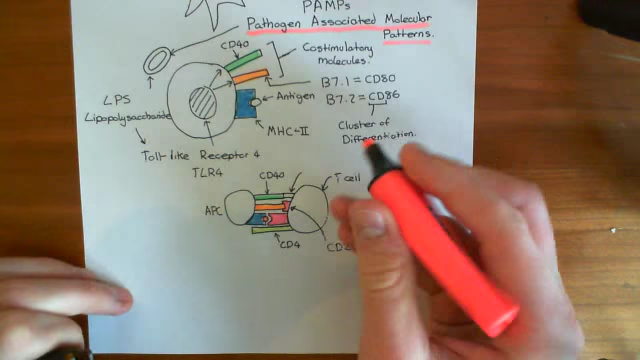 PAMPs
Pathogen Associated Molecular
Patterns.
CD40
Costimulatory
molecules.
B7.1 = CD80
B7.2 = CD86
Antigen
LPS
Lipopolysaccharide
MHC-II
Cluster of
Differentiation.
Toll-like Receptor 4
TLR4
CD40
T cell
APC
CD4